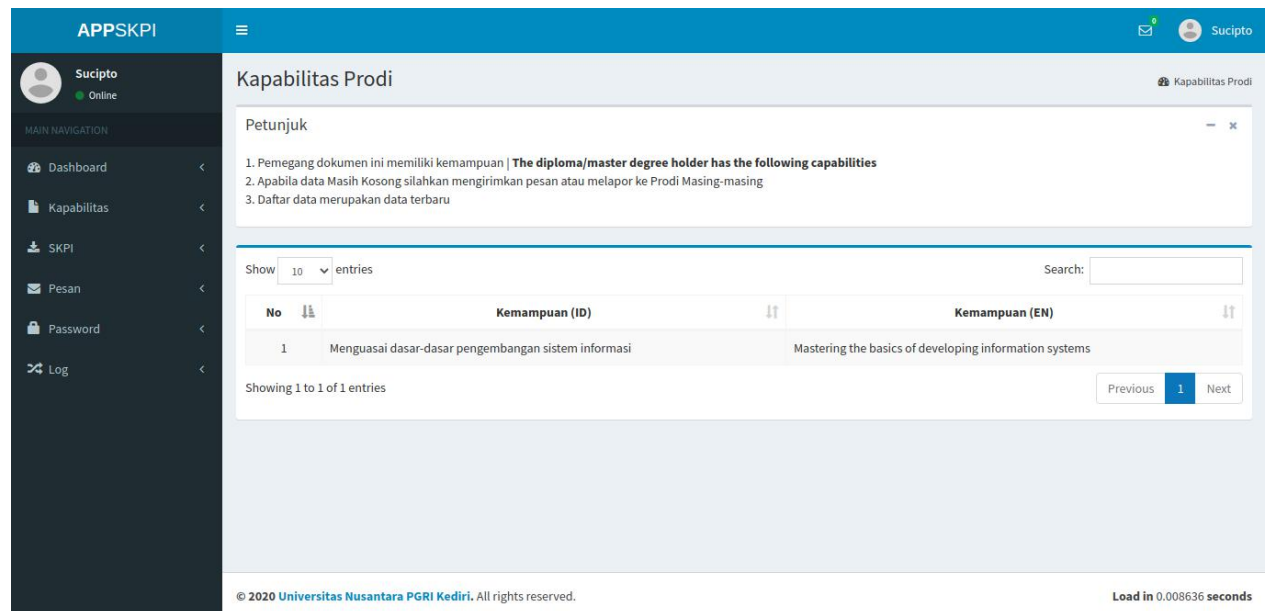 APPSKPI
0
Sucipto
Sucipto
Online
MAIN NAVIGATION
Dashboard
Kapabilitas
SKPI
Pesan
Password
Log
Kapabilitas Prodi
Kapabilitas Prodi
Petunjuk
1. Pemegang dokumen ini memiliki kemampuan | The diploma/master degree holder has the following capabilities
2. Apabila data Masih Kosong silahkan mengirimkan pesan atau melapor ke Prodi Masing-masing
3. Daftar data merupakan data terbaru
Show 10 entries Search:
No Kemampuan (ID) Kemampuan (EN)
1 Menguasai dasar-dasar pengembangan sistem informasi Mastering the basics of developing information systems
Showing 1 to 1 of 1 entries Previous 1 Next
© 2020 Universitas Nusantara PGRI Kediri. All rights reserved. Load in 0.008636 seconds